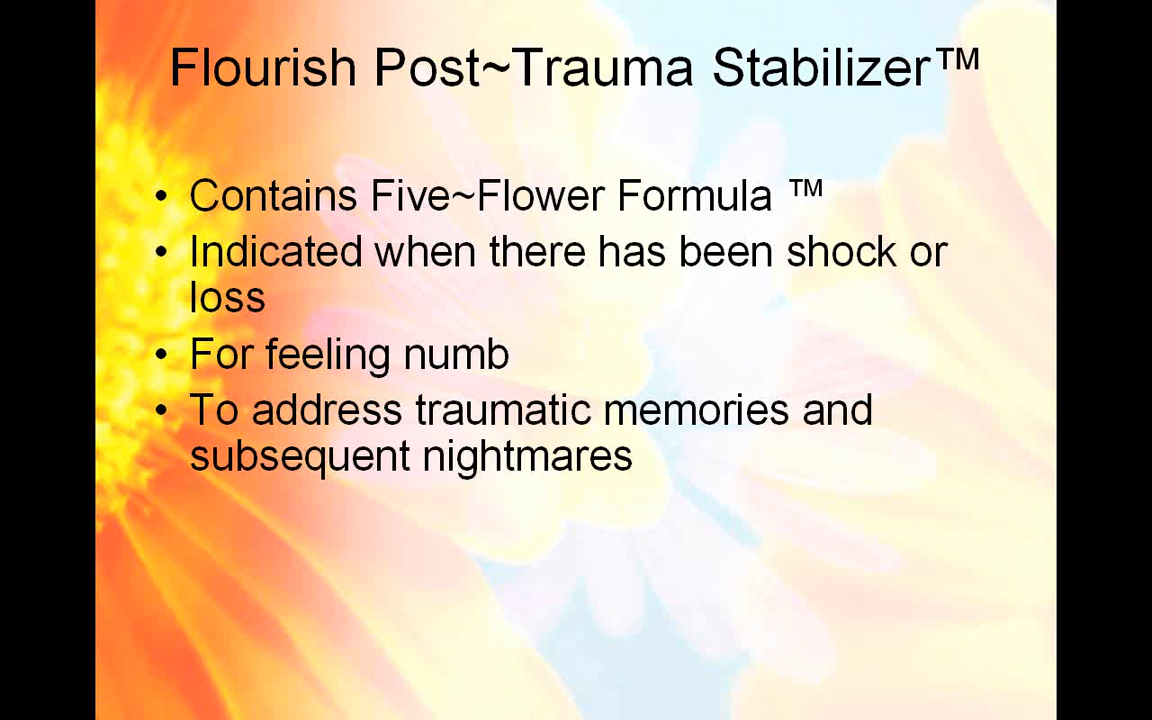 Flourish Post~Trauma Stabilizer™
• Contains Five~Flower Formula ™
• Indicated when there has been shock or
loss
• For feeling numb
• To address traumatic memories and
subsequent nightmares